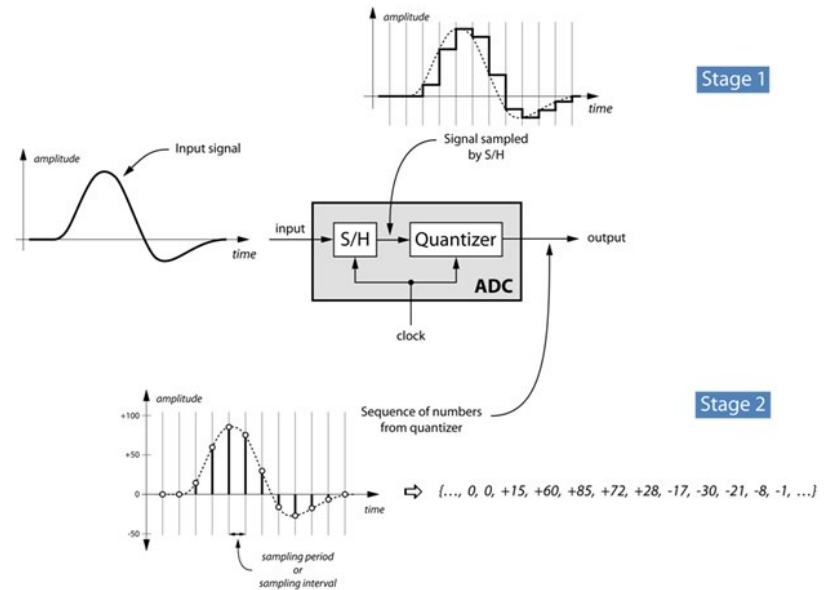 amplitude
Stage 1
time
Signal sampled
by S/H
Input signal
amplitude
time
input
S/H
Quantizer
output
ADC
clock
Stage 2
amplitude
+100
+50
0
-50
time
Sequence of numbers
from quantizer
{..., 0, 0, +15, +60, +85, +72, +28, -17, -30, -21, -8, -1, ...}
sampling period
or
sampling interval